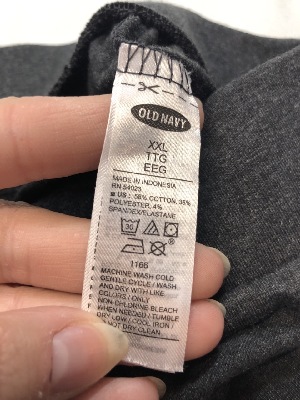 OLD NAVY
XXL
TTG
EEG
MADE IN INDONESIA
RN 54023
US : 58% COTTON, 38%
POLYESTER, 4%
SPANDEX/ELASTANE
30
1166
MACHINE WASH COLD
GENTLE CYCLE / WASH
AND DRY WITH LIKE
COLORS / ONLY
NON-CHLORINE BLEACH
WHEN NEEDED / TUMBLE
DRY LOW / COOL IRON /
DO NOT DRY CLEAN